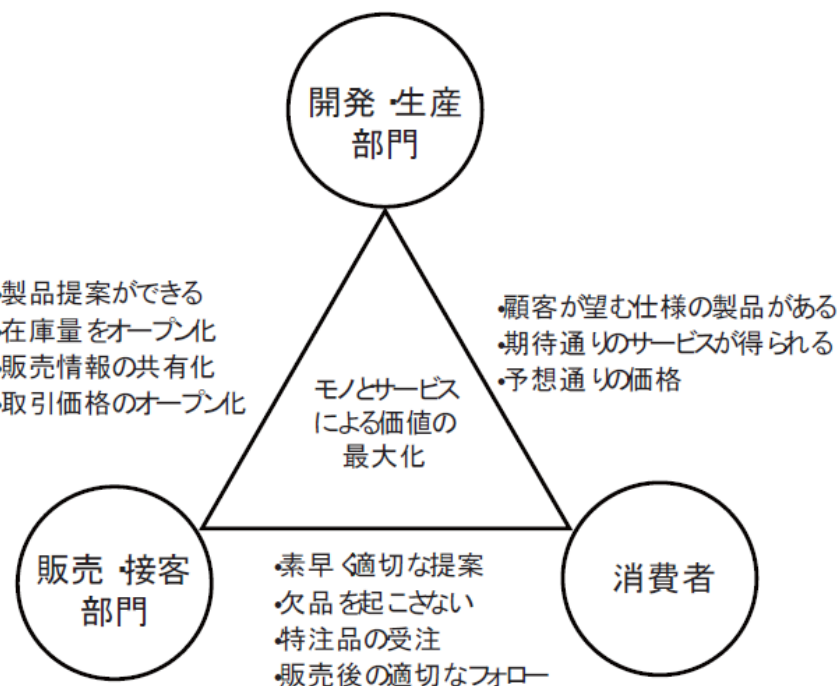 開発・生産
部門
・製品提案ができる
・在庫量をオープン化
・販売情報の共有化
・取引価格のオープン化
・顧客が望む仕様の製品がある
・期待通りのサービスが得られる
・予想通りの価格
モノとサービス
による価値の
最大化
販売・接客
部門
・素早く適切な提案
・欠品を起こさない
・特注品の受注
・販売後の適切なフォロー
消費者